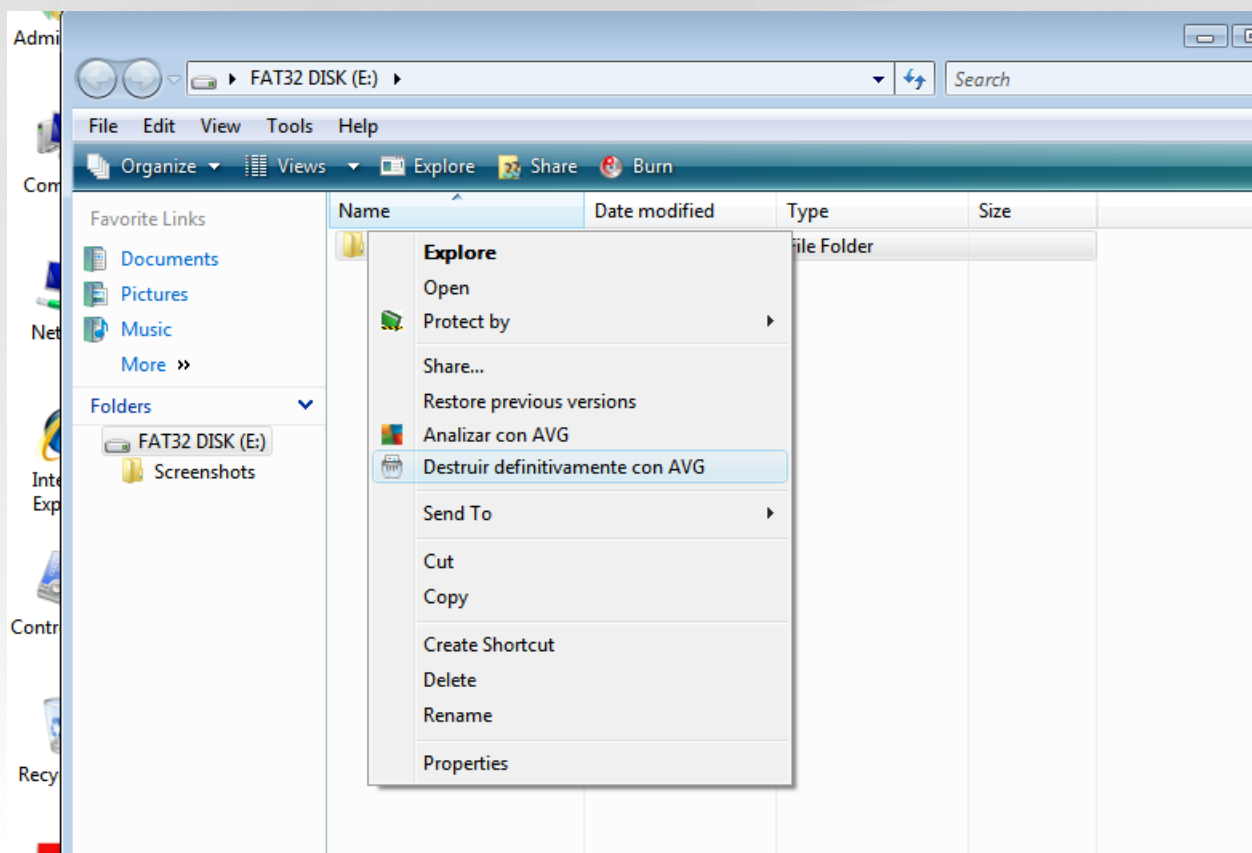 Admi
FAT32 DISK (E:)
Search
File Edit View Tools Help
Organize Views Explore Share Burn
Com
Favorite Links
Name Date modified Type Size
File Folder
Documents
Pictures
Music
More »
Net
Folders
FAT32 DISK (E:)
Screenshots
Inte
Exp
Contr
Recy
Explore
Open
Protect by
Share...
Restore previous versions
Analizar con AVG
Destruir definitivamente con AVG
Send To
Cut
Copy
Create Shortcut
Delete
Rename
Properties